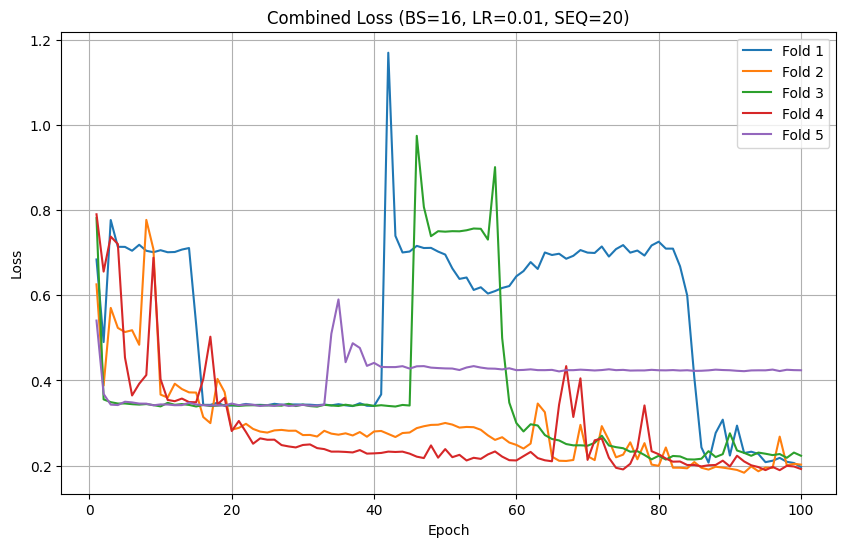 Combined Loss (BS=16, LR=0.01, SEQ=20)
1.2
1.0
0.8
0.6
0.4
0.2
Loss
0 20 40 60 80 100
Epoch
Fold 1
Fold 2
Fold 3
Fold 4
Fold 5